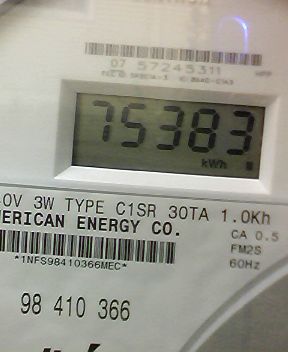 07 57245311
75383
kWh
0V 3W TYPE C1SR 30TA 1.0Kh
ERICAN ENERGY CO.
CA 0.5
FM2S
*1NFS98410366MEC*
60Hz
98 410 366